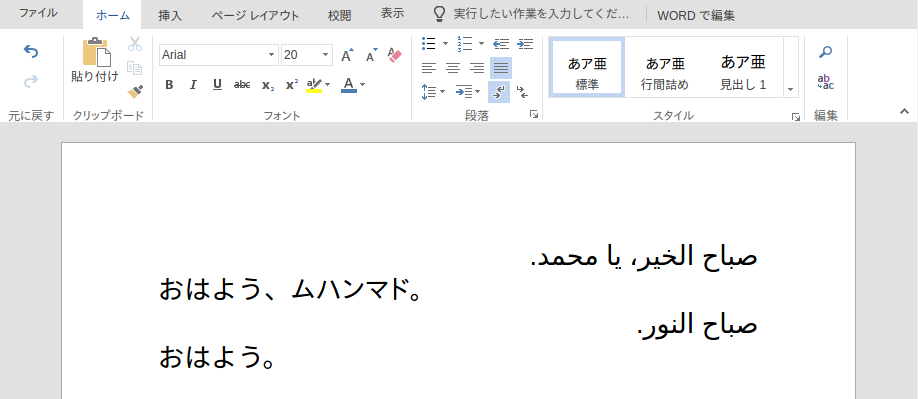 ファイル ホーム 挿入 ページ レイアウト 校閲 表示 実行したい作業を入力してくだ… WORD で編集
Arial 20 あア亜 あア亜 あア亜
貼り付け B I U abc x₂ x² A 標準 行間詰め 見出し 1
元に戻す クリップボード フォント 段落 スタイル 編集
صباح الخير، يا محمد.
おはよう、ムハンマド。
صباح النور.
おはよう。